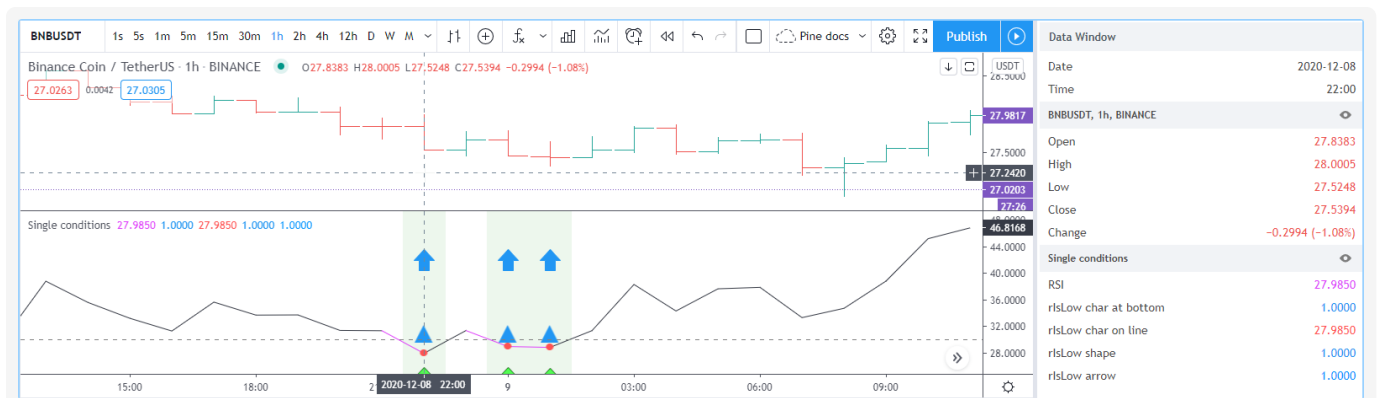 BNBUSDT 1s 5s 1m 5m 15m 30m 1h 2h 4h 12h D W M Pine docs Publish
Binance Coin / TetherUS · 1h · BINANCE O27.8383 H28.0005 L27.5248 C27.5394 −0.2994 (−1.08%)
27.0263 0.0042 27.0305
USDT
28.5000
27.9817
27.5000
27.2420
27.0203
27:26
Single conditions 27.9850 1.0000 27.9850 1.0000 1.0000
48.0000
46.8168
44.0000
40.0000
36.0000
32.0000
28.0000
15:00 18:00 2020-12-08 22:00 9 03:00 06:00 09:00
Data Window
Date 2020-12-08
Time 22:00
BNBUSDT, 1h, BINANCE
Open 27.8383
High 28.0005
Low 27.5248
Close 27.5394
Change −0.2994 (−1.08%)
Single conditions
RSI 27.9850
rIsLow char at bottom 1.0000
rIsLow char on line 27.9850
rIsLow shape 1.0000
rIsLow arrow 1.0000